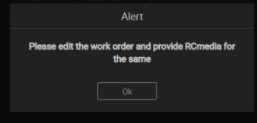 Alert
Please edit the work order and provide RCmedia for
the same
Ok